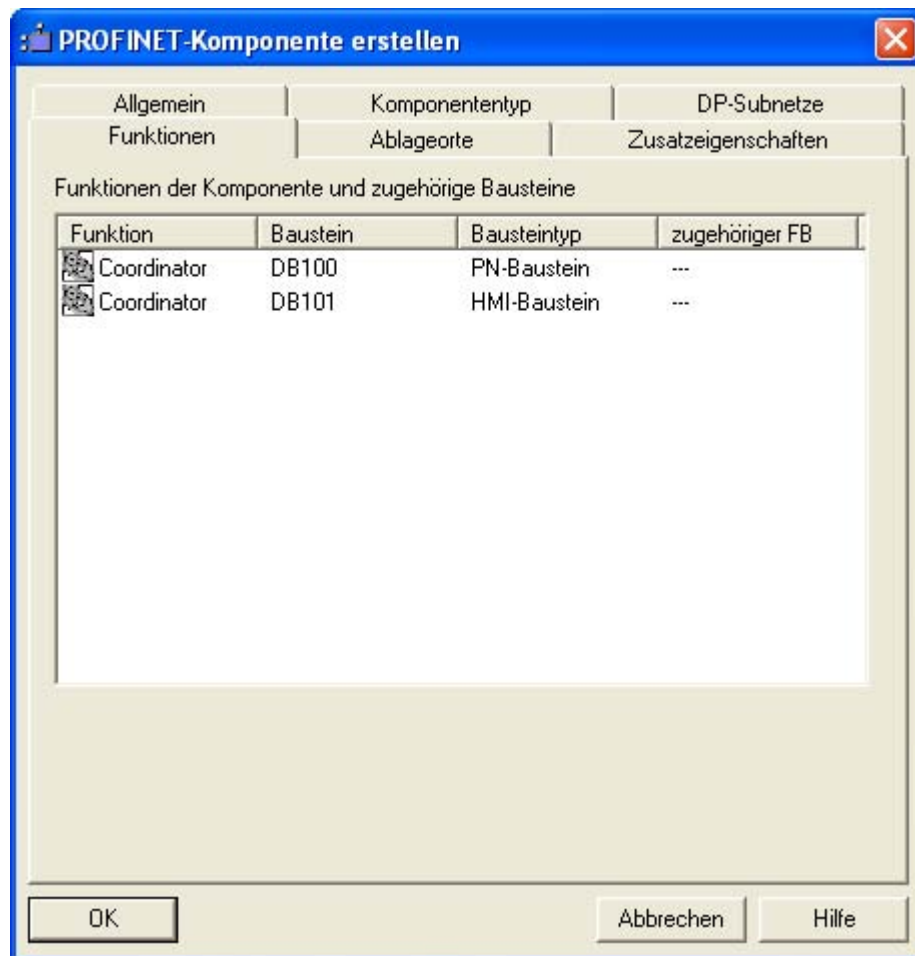 PROFINET-Komponente erstellen
Allgemein Komponententyp DP-Subnetze
Funktionen Ablageorte Zusatzeigenschaften
Funktionen der Komponente und zugehörige Bausteine
Funktion Baustein Bausteintyp zugehöriger FB
Coordinator DB100 PN-Baustein ---
Coordinator DB101 HMI-Baustein ---
OK Abbrechen Hilfe